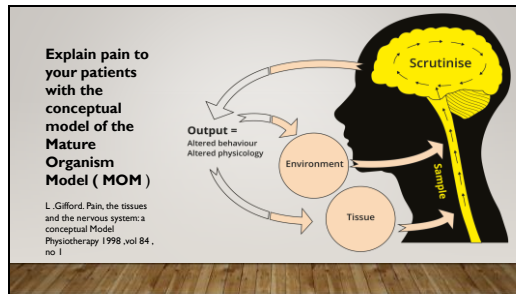 Explain pain to
your patients
with the
conceptual
model of the
Mature
Organism
Model ( MOM )
L .Gifford. Pain, the tissues
and the nervous system: a
conceptual Model
Physiotherapy 1998 ,vol 84 ,
no 1
Scrutinise
Output =
Altered behaviour
Altered physicology
Environment
Sample
Tissue